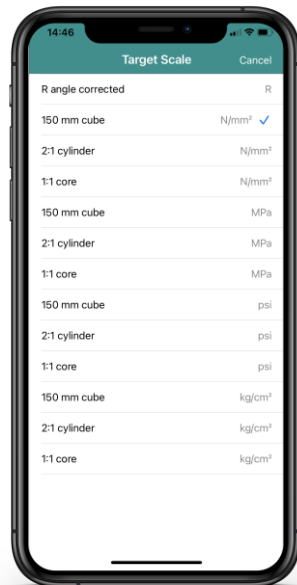 14:46
Target Scale Cancel
R angle corrected R
150 mm cube N/mm²
2:1 cylinder N/mm²
1:1 core N/mm²
150 mm cube MPa
2:1 cylinder MPa
1:1 core MPa
150 mm cube psi
2:1 cylinder psi
1:1 core psi
150 mm cube kg/cm²
2:1 cylinder kg/cm²
1:1 core kg/cm²